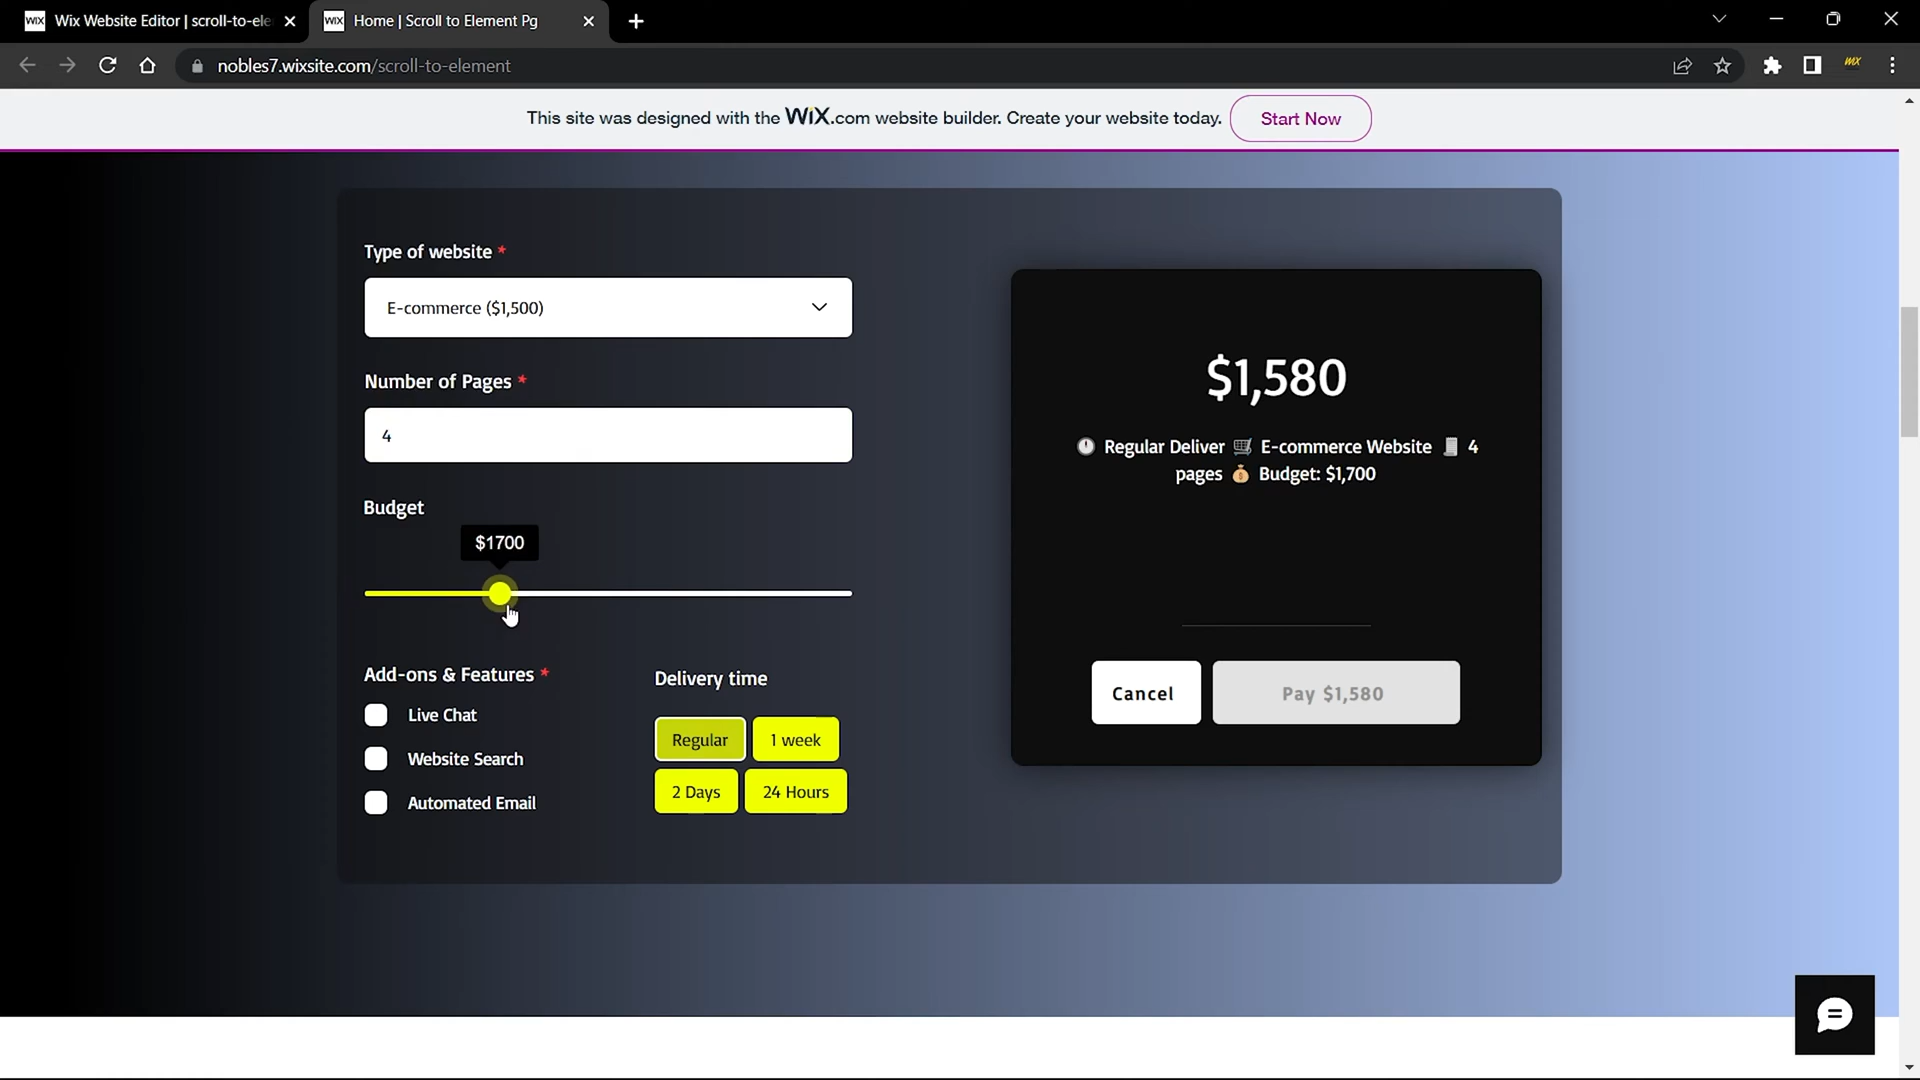 Wix Website Editor | scroll-to-ele
Home | Scroll to Element Pg
nobles7.wixsite.com/scroll-to-element
WIX
This site was designed with the WiX.com website builder. Create your website today.
Start Now
Type of website *
E-commerce ($1,500)
Number of Pages *
4
Budget
$1700
Add-ons & Features *
Live Chat
Website Search
Automated Email
Delivery time
Regular
1 week
2 Days
24 Hours
$1,580
🕛 Regular Deliver 🛒 E-commerce Website 🧾 4
pages 💰 Budget: $1,700
Cancel
Pay $1,580